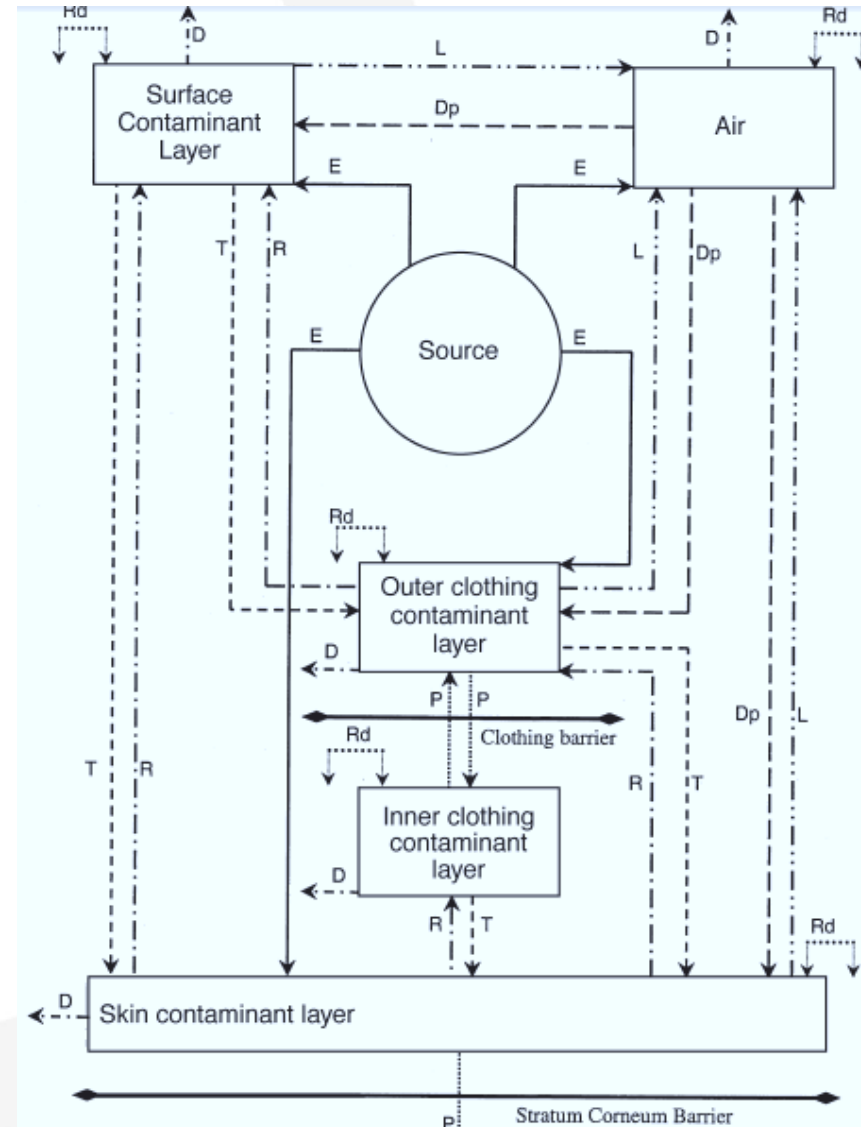 Rd
D
L
D
Rd
Surface
Contaminant
Layer
Dp
Air
E
E
T
R
L
Dp
E
Source
E
Rd
Outer clothing
contaminant
layer
D
P
P
Clothing barrier
Rd
Dp
L
T
R
R
T
Inner clothing
contaminant
layer
D
R
T
Rd
D
Skin contaminant layer
Stratum Corneum Barrier
P